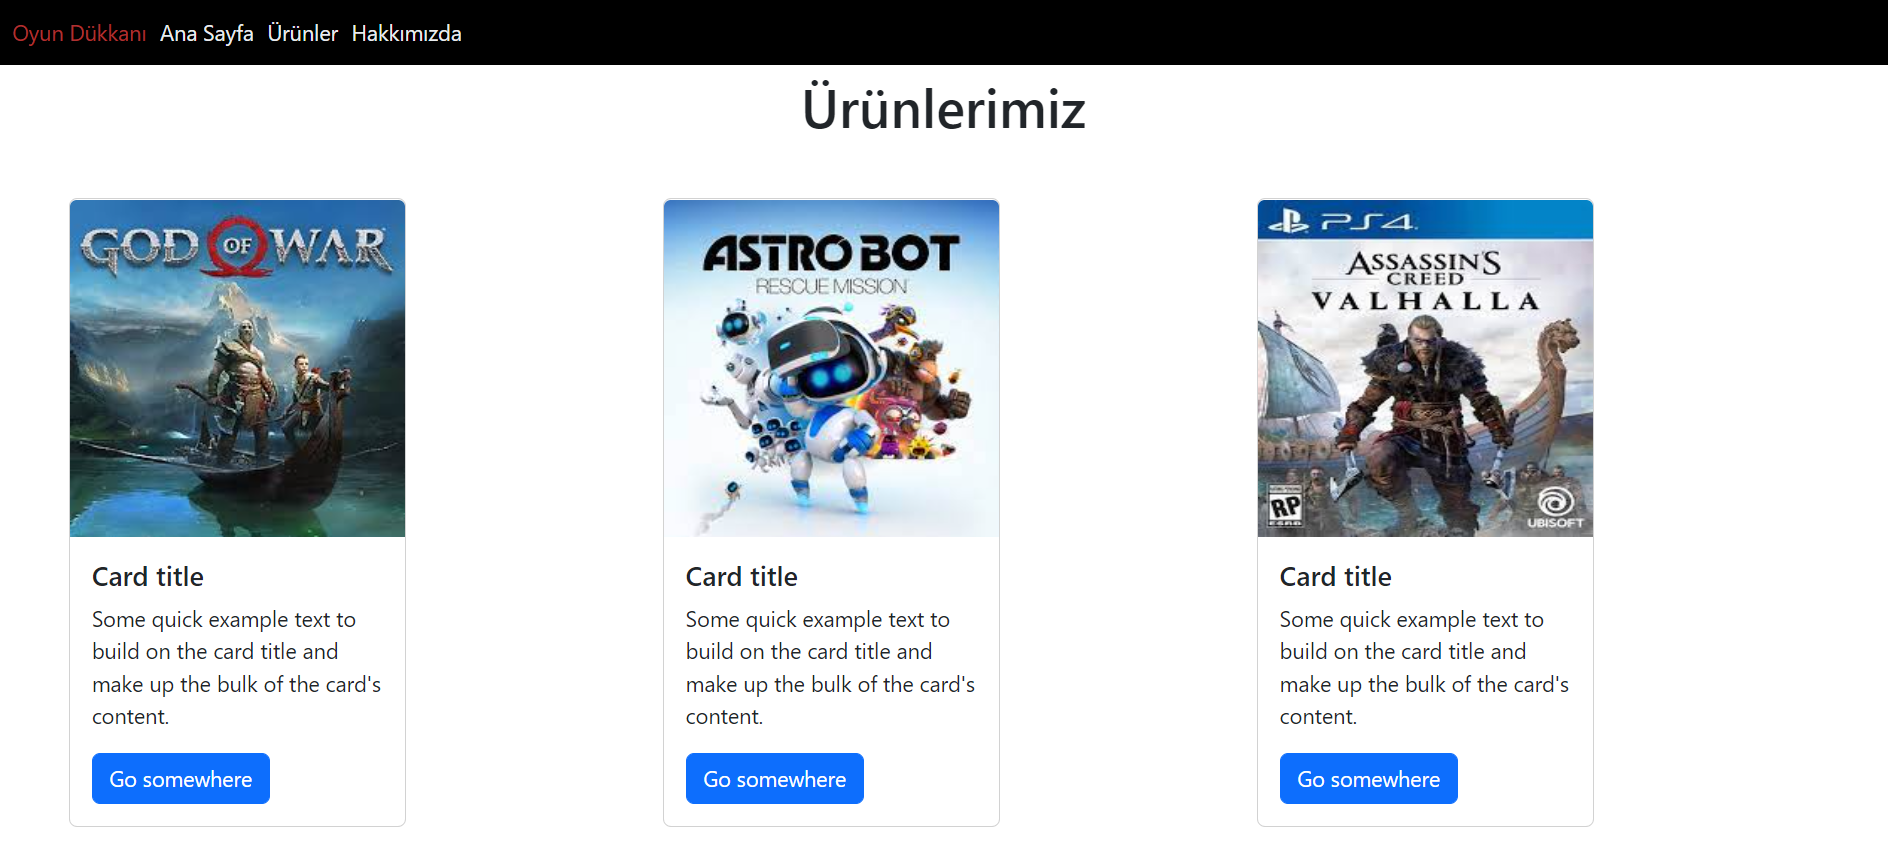 Oyun Dükkanı Ana Sayfa Ürünler Hakkımızda
Ürünlerimiz
GOD OF WAR
Card title
Some quick example text to
build on the card title and
make up the bulk of the card's
content.
Go somewhere
ASTRO BOT
RESCUE MISSION
Card title
Some quick example text to
build on the card title and
make up the bulk of the card's
content.
Go somewhere
PS4
ASSASSIN'S
CREED
VALHALLA
RP
ESRB
UBISOFT
Card title
Some quick example text to
build on the card title and
make up the bulk of the card's
content.
Go somewhere